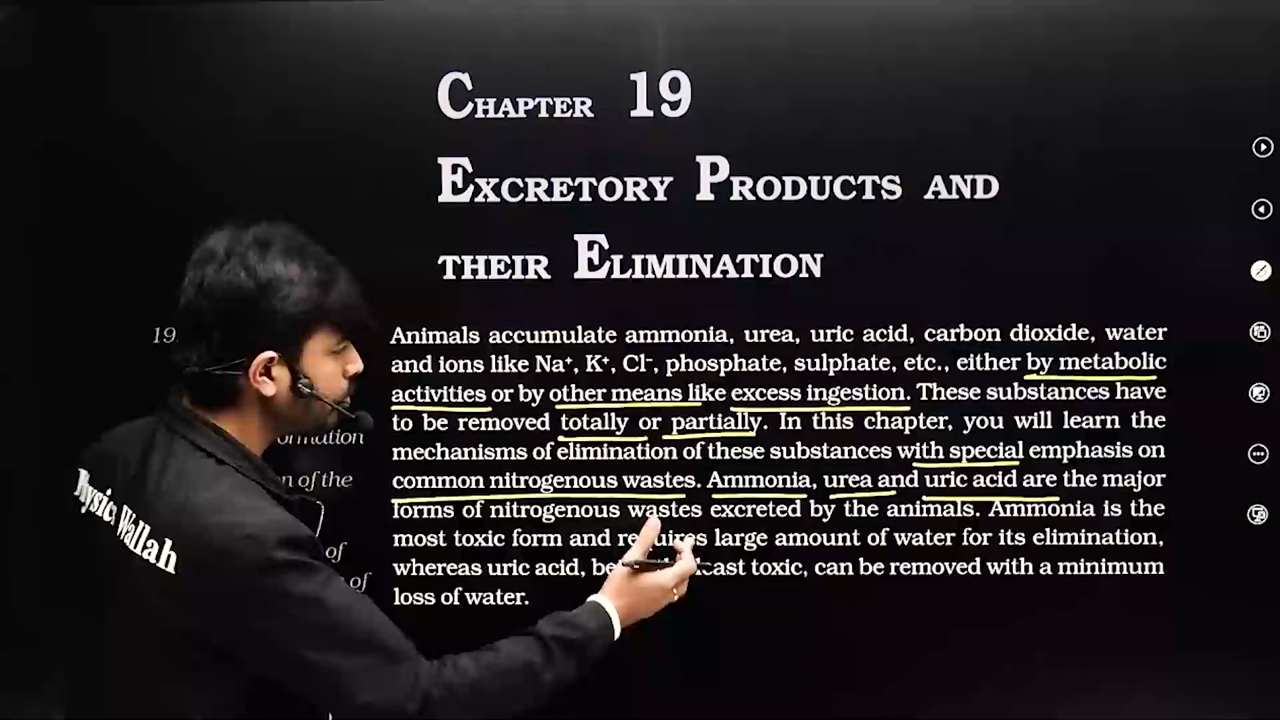 CHAPTER 19
EXCRETORY PRODUCTS AND
THEIR ELIMINATION
19
Animals accumulate ammonia, urea, uric acid, carbon dioxide, water
and ions like Na⁺, K⁺, Cl⁻, phosphate, sulphate, etc., either by metabolic
activities or by other means like excess ingestion. These substances have
to be removed totally or partially. In this chapter, you will learn the
mechanisms of elimination of these substances with special emphasis on
common nitrogenous wastes. Ammonia, urea and uric acid are the major
forms of nitrogenous wastes excreted by the animals. Ammonia is the
most toxic form and requires large amount of water for its elimination,
whereas uric acid, least toxic, can be removed with a minimum
loss of water.
of the
of
of
Wallah